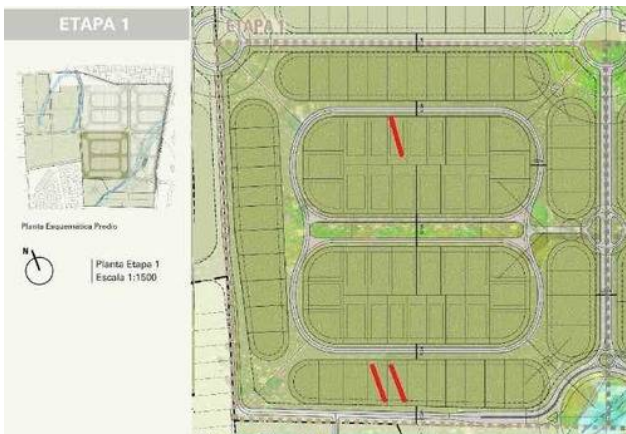 ETAPA 1
ETAPA 1
E
Planta Esquemática Predio
N
Planta Etapa 1
Escala 1:1500